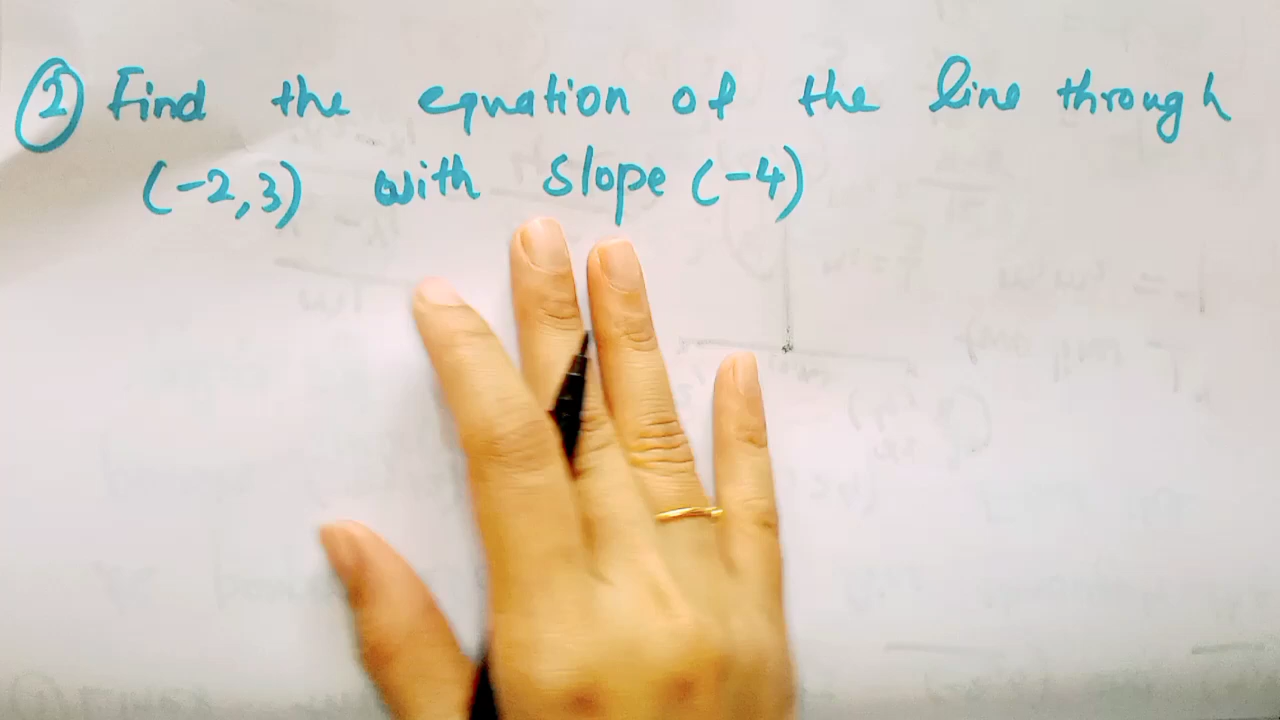 ② Find the equation of the line through
(-2,3) with slope (-4)